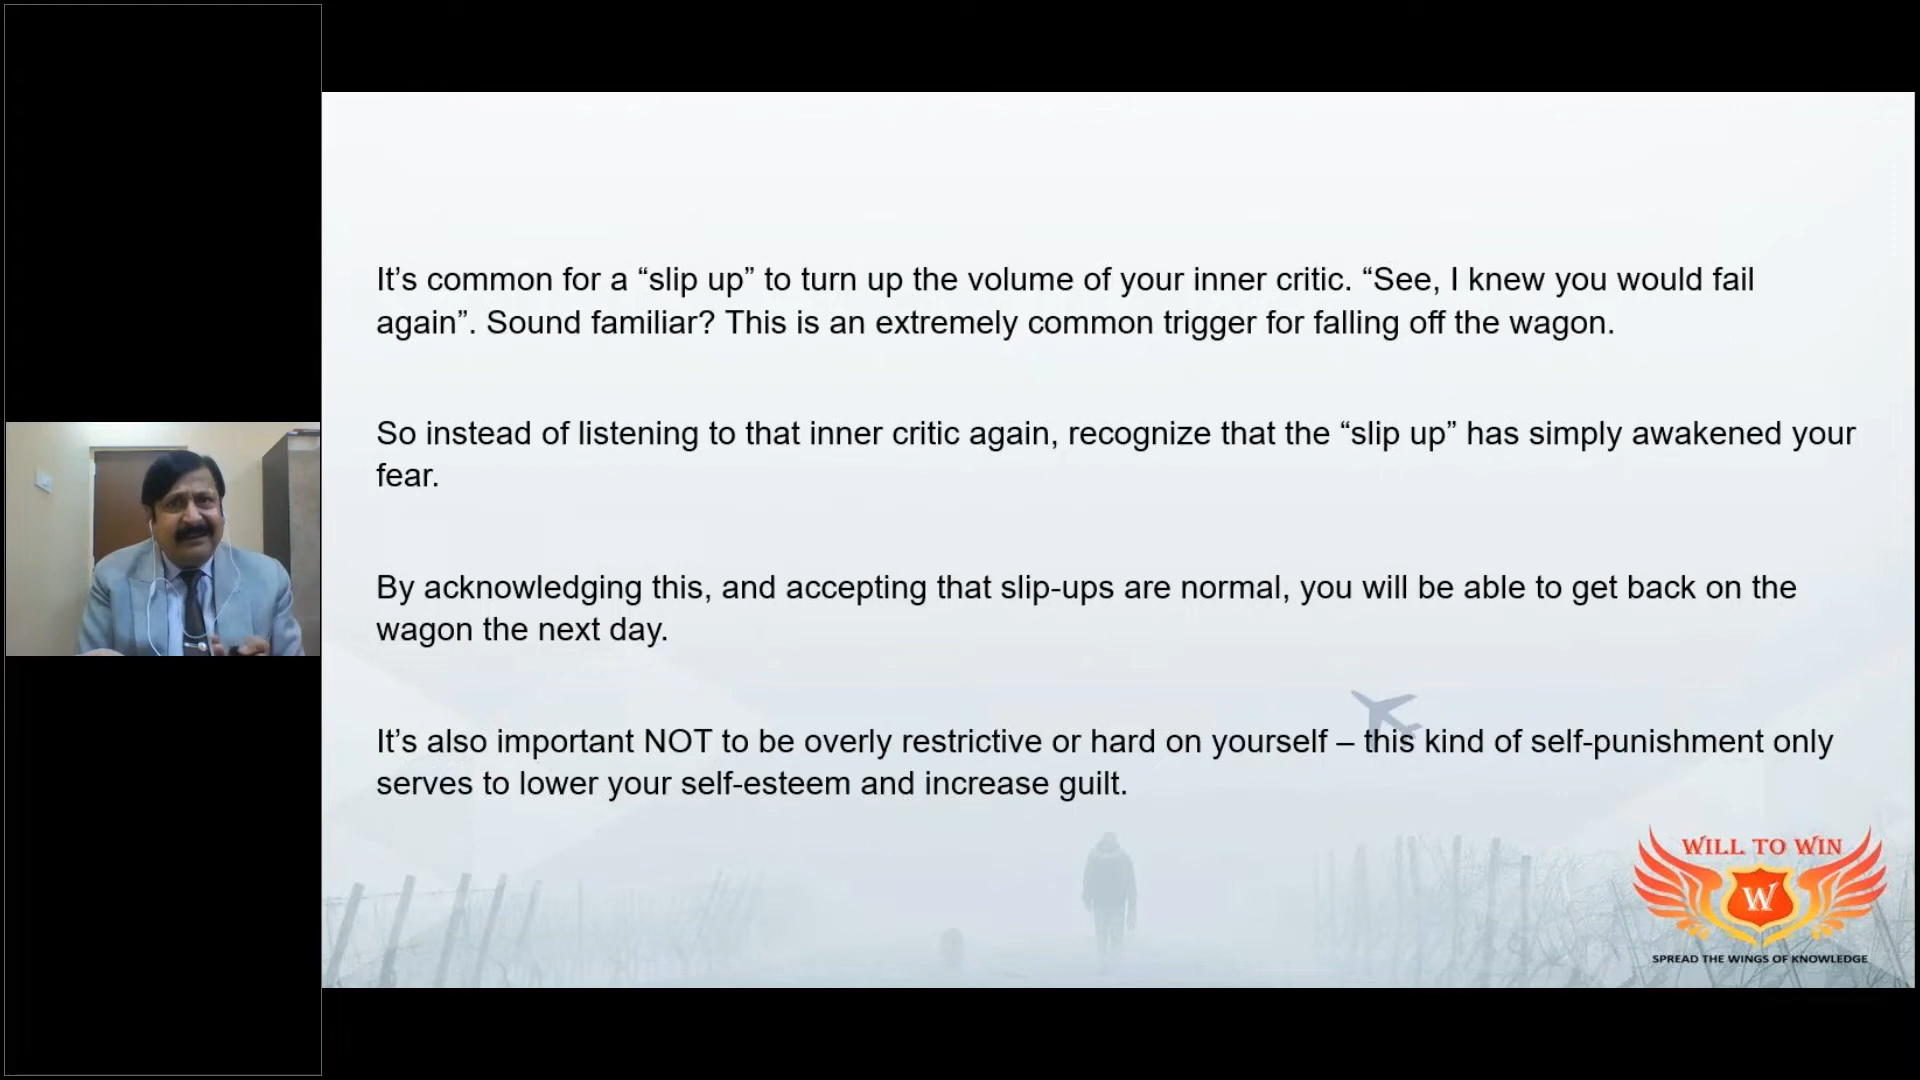 It’s common for a “slip up” to turn up the volume of your inner critic. “See, I knew you would fail
again”. Sound familiar? This is an extremely common trigger for falling off the wagon.
So instead of listening to that inner critic again, recognize that the “slip up” has simply awakened your
fear.
By acknowledging this, and accepting that slip-ups are normal, you will be able to get back on the
wagon the next day.
It’s also important NOT to be overly restrictive or hard on yourself – this kind of self-punishment only
serves to lower your self-esteem and increase guilt.
WILL TO WIN
W
SPREAD THE WINGS OF KNOWLEDGE